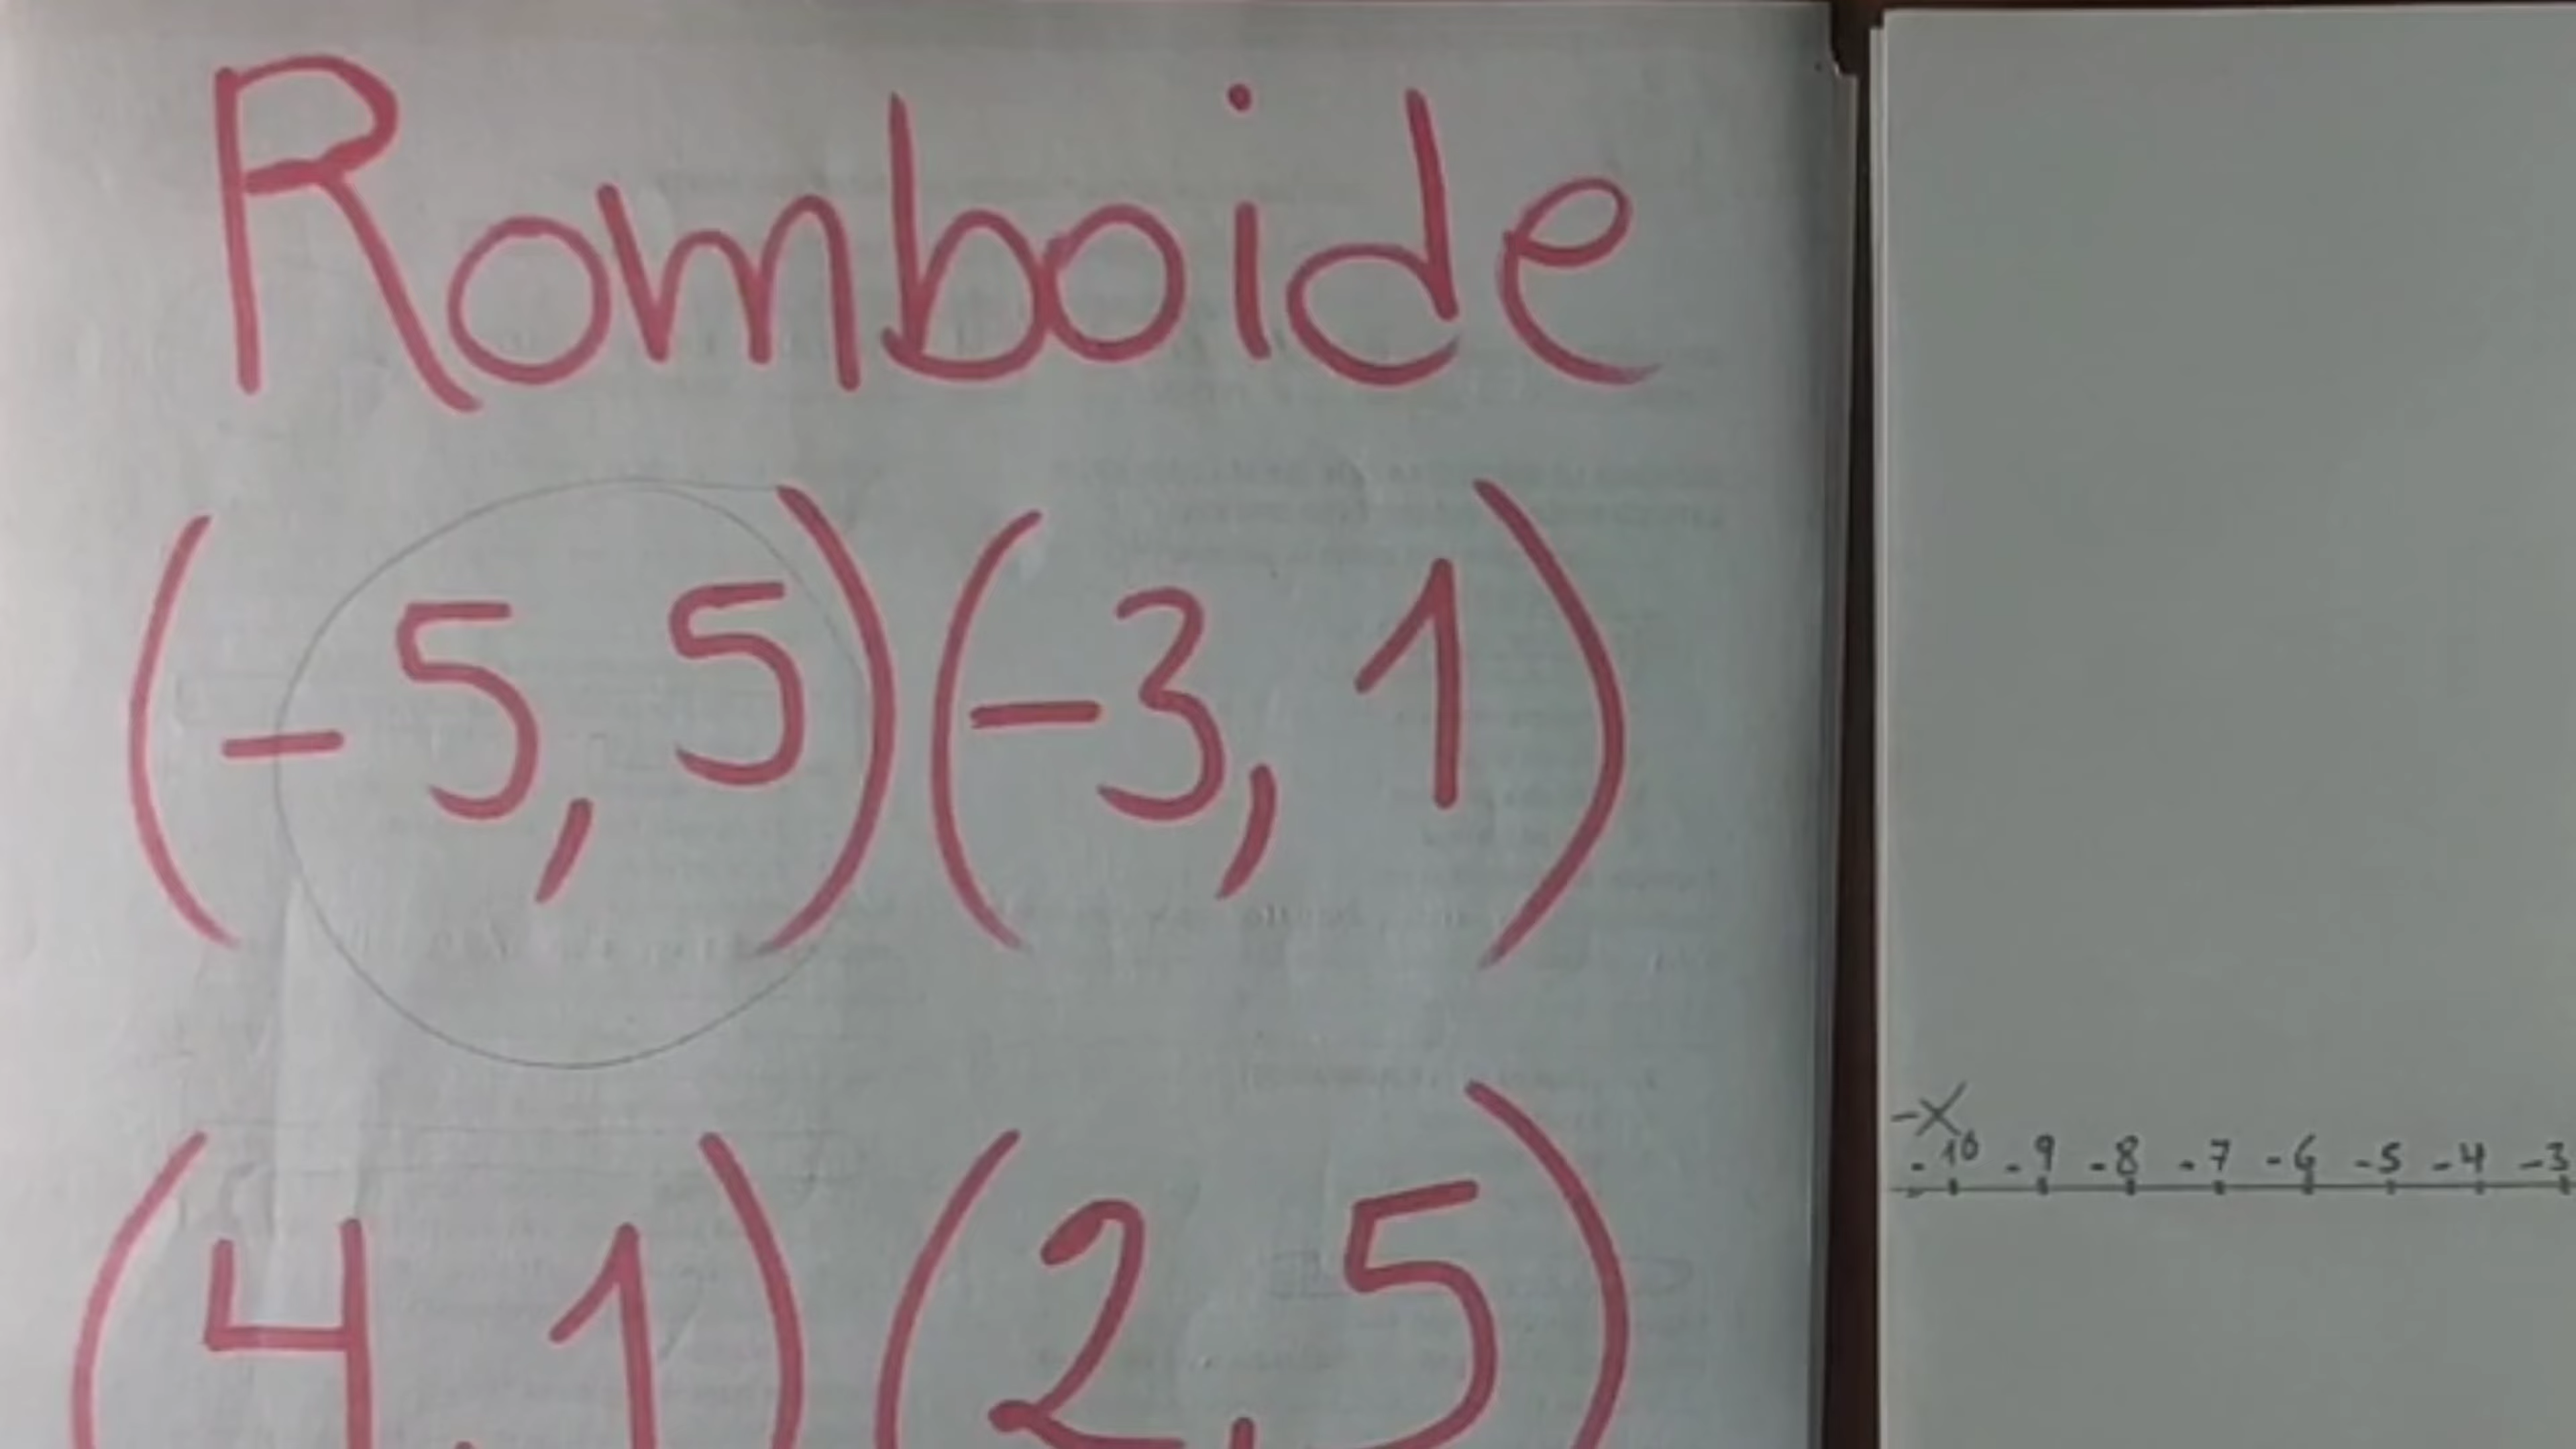 Romboide
(-5, 5) (-3, 1)
(4, 1) (2, 5)
-X
-10 -9 -8 -7 -6 -5 -4 -3